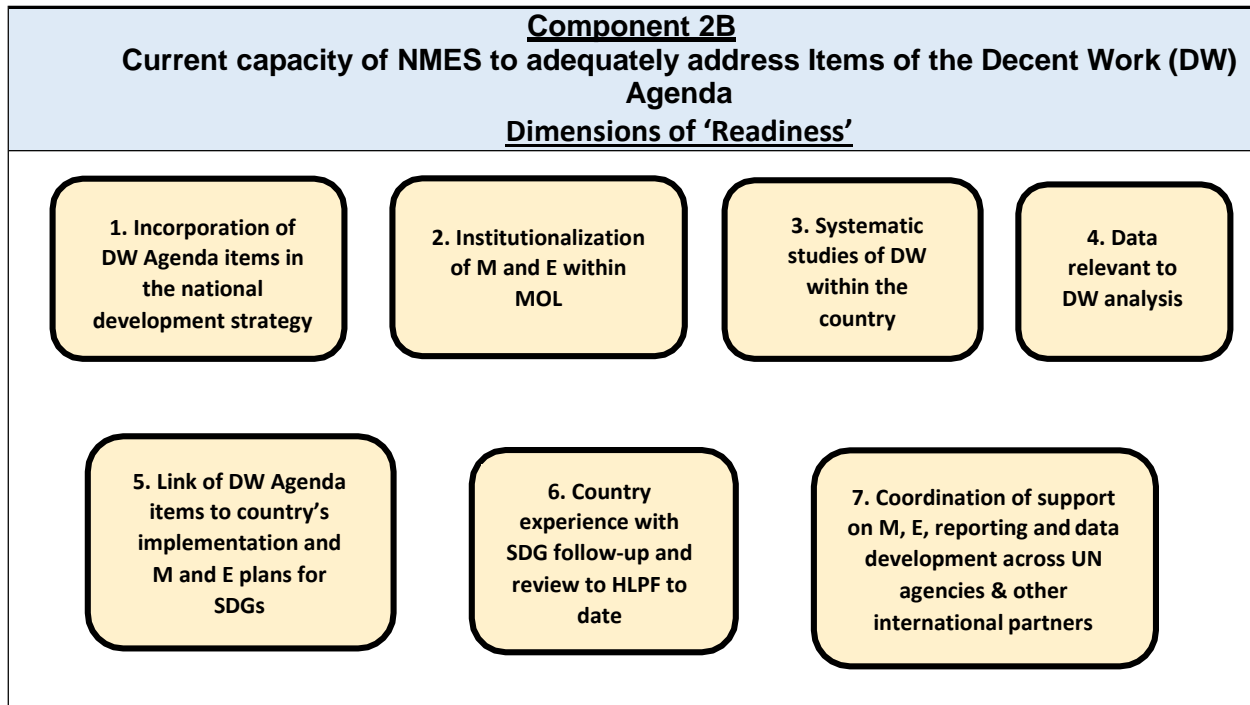 Component 2B
Current capacity of NMES to adequately address Items of the Decent Work (DW)
Agenda
Dimensions of ‘Readiness’
1. Incorporation of
DW Agenda items in
the national
development strategy
2. Institutionalization
of M and E within
MOL
3. Systematic
studies of DW
within the
country
4. Data
relevant to
DW analysis
5. Link of DW Agenda
items to country’s
implementation and
M and E plans for
SDGs
6. Country
experience with
SDG follow-up and
review to HLPF to
date
7. Coordination of support
on M, E, reporting and data
development across UN
agencies & other
international partners